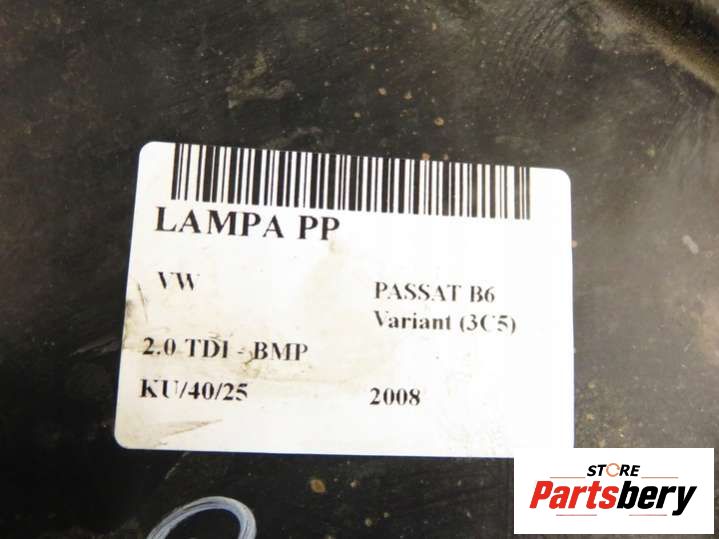 LAMPA PP
VW
PASSAT B6
Variant (3C5)
2.0 TDI - BMP
KU/40/25
2008
STORE
Partsbery